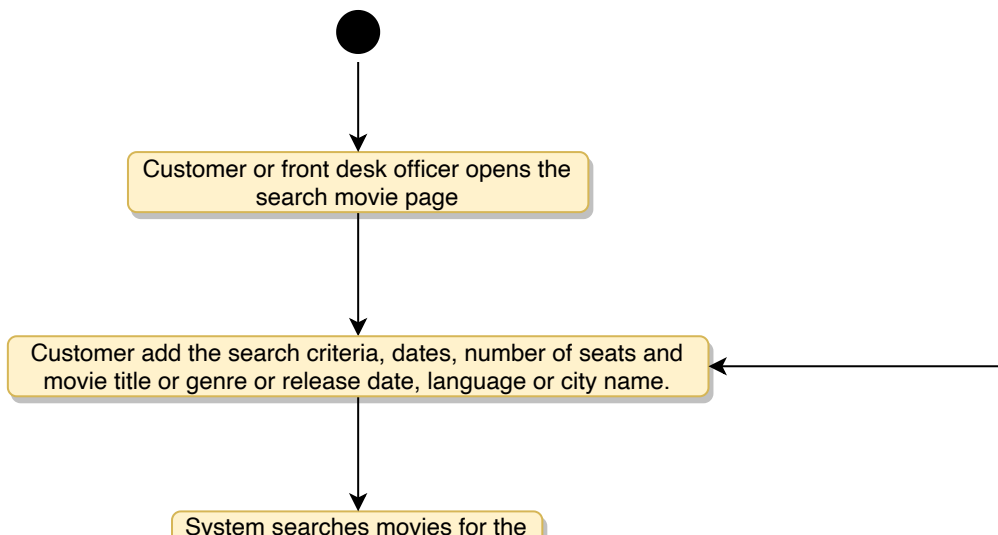 Customer or front desk officer opens the
search movie page
Customer add the search criteria, dates, number of seats and
movie title or genre or release date, language or city name.
System searches movies for the